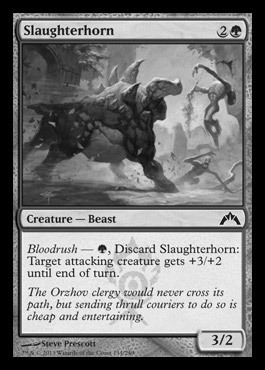 Slaughterhorn 2
Creature — Beast
Bloodrush — , Discard Slaughterhorn:
Target attacking creature gets +3/+2
until end of turn.
The Orzhov clergy would never cross its
path, but sending thrull couriers to do so is
cheap and entertaining.
Steve Prescott
3/2